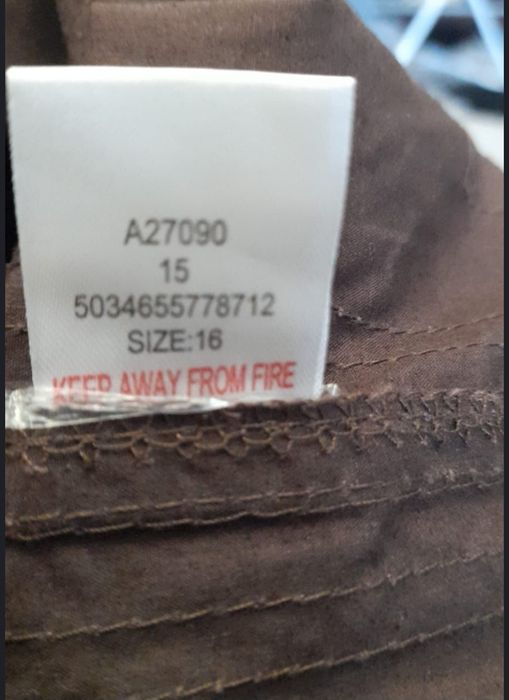 A27090
15
5034655778712
SIZE:16
KEEP AWAY FROM FIRE